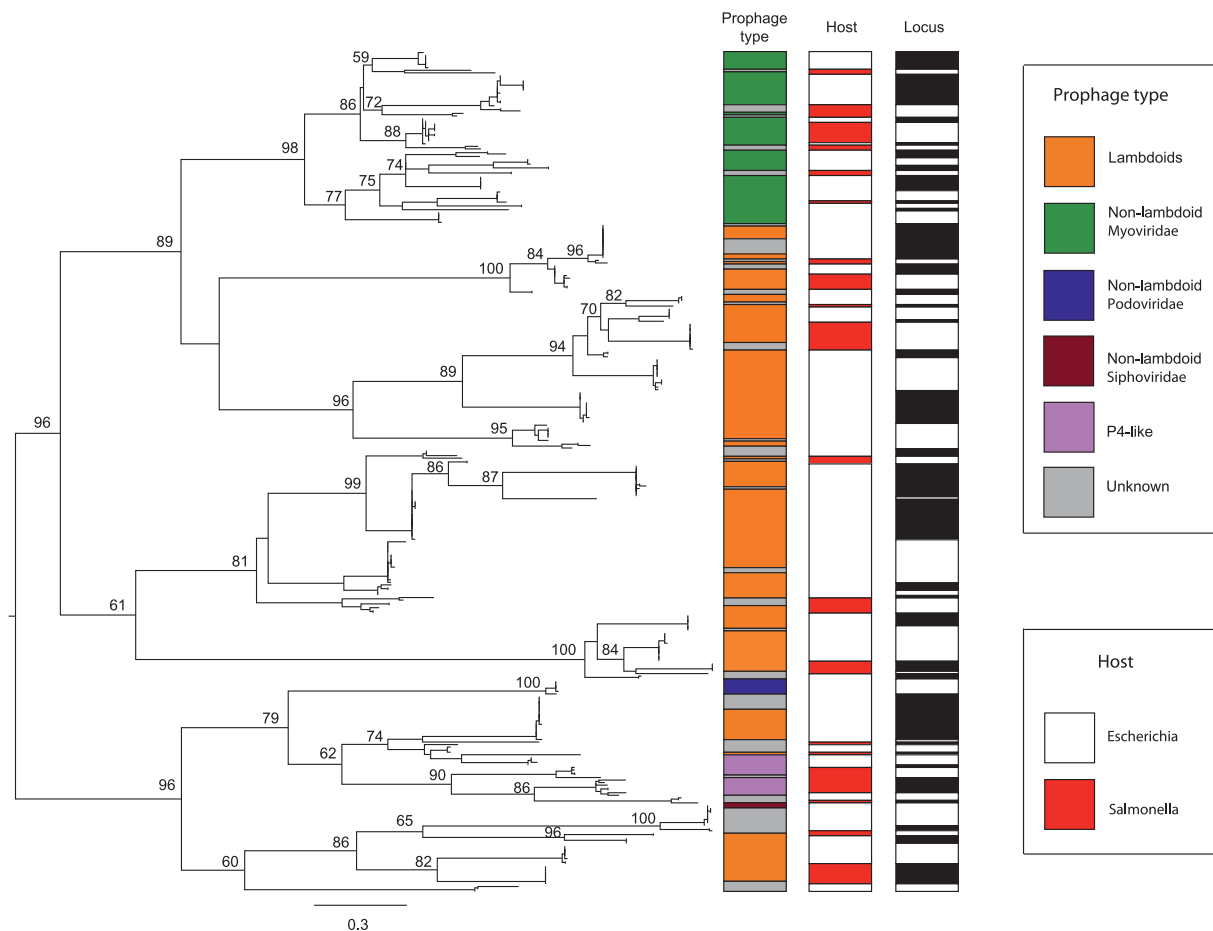 Prophage
type
Host
Locus
59
86
72
88
98
74
75
77
89
84
96
100
82
70
94
89
96
95
96
86
87
99
81
61
100
84
100
79
74
62
90
86
96
65
100
96
86
82
60
0.3
Prophage type
Lambdoids
Non-lambdoid
Myoviridae
Non-lambdoid
Podoviridae
Non-lambdoid
Siphoviridae
P4-like
Unknown
Host
Escherichia
Salmonella